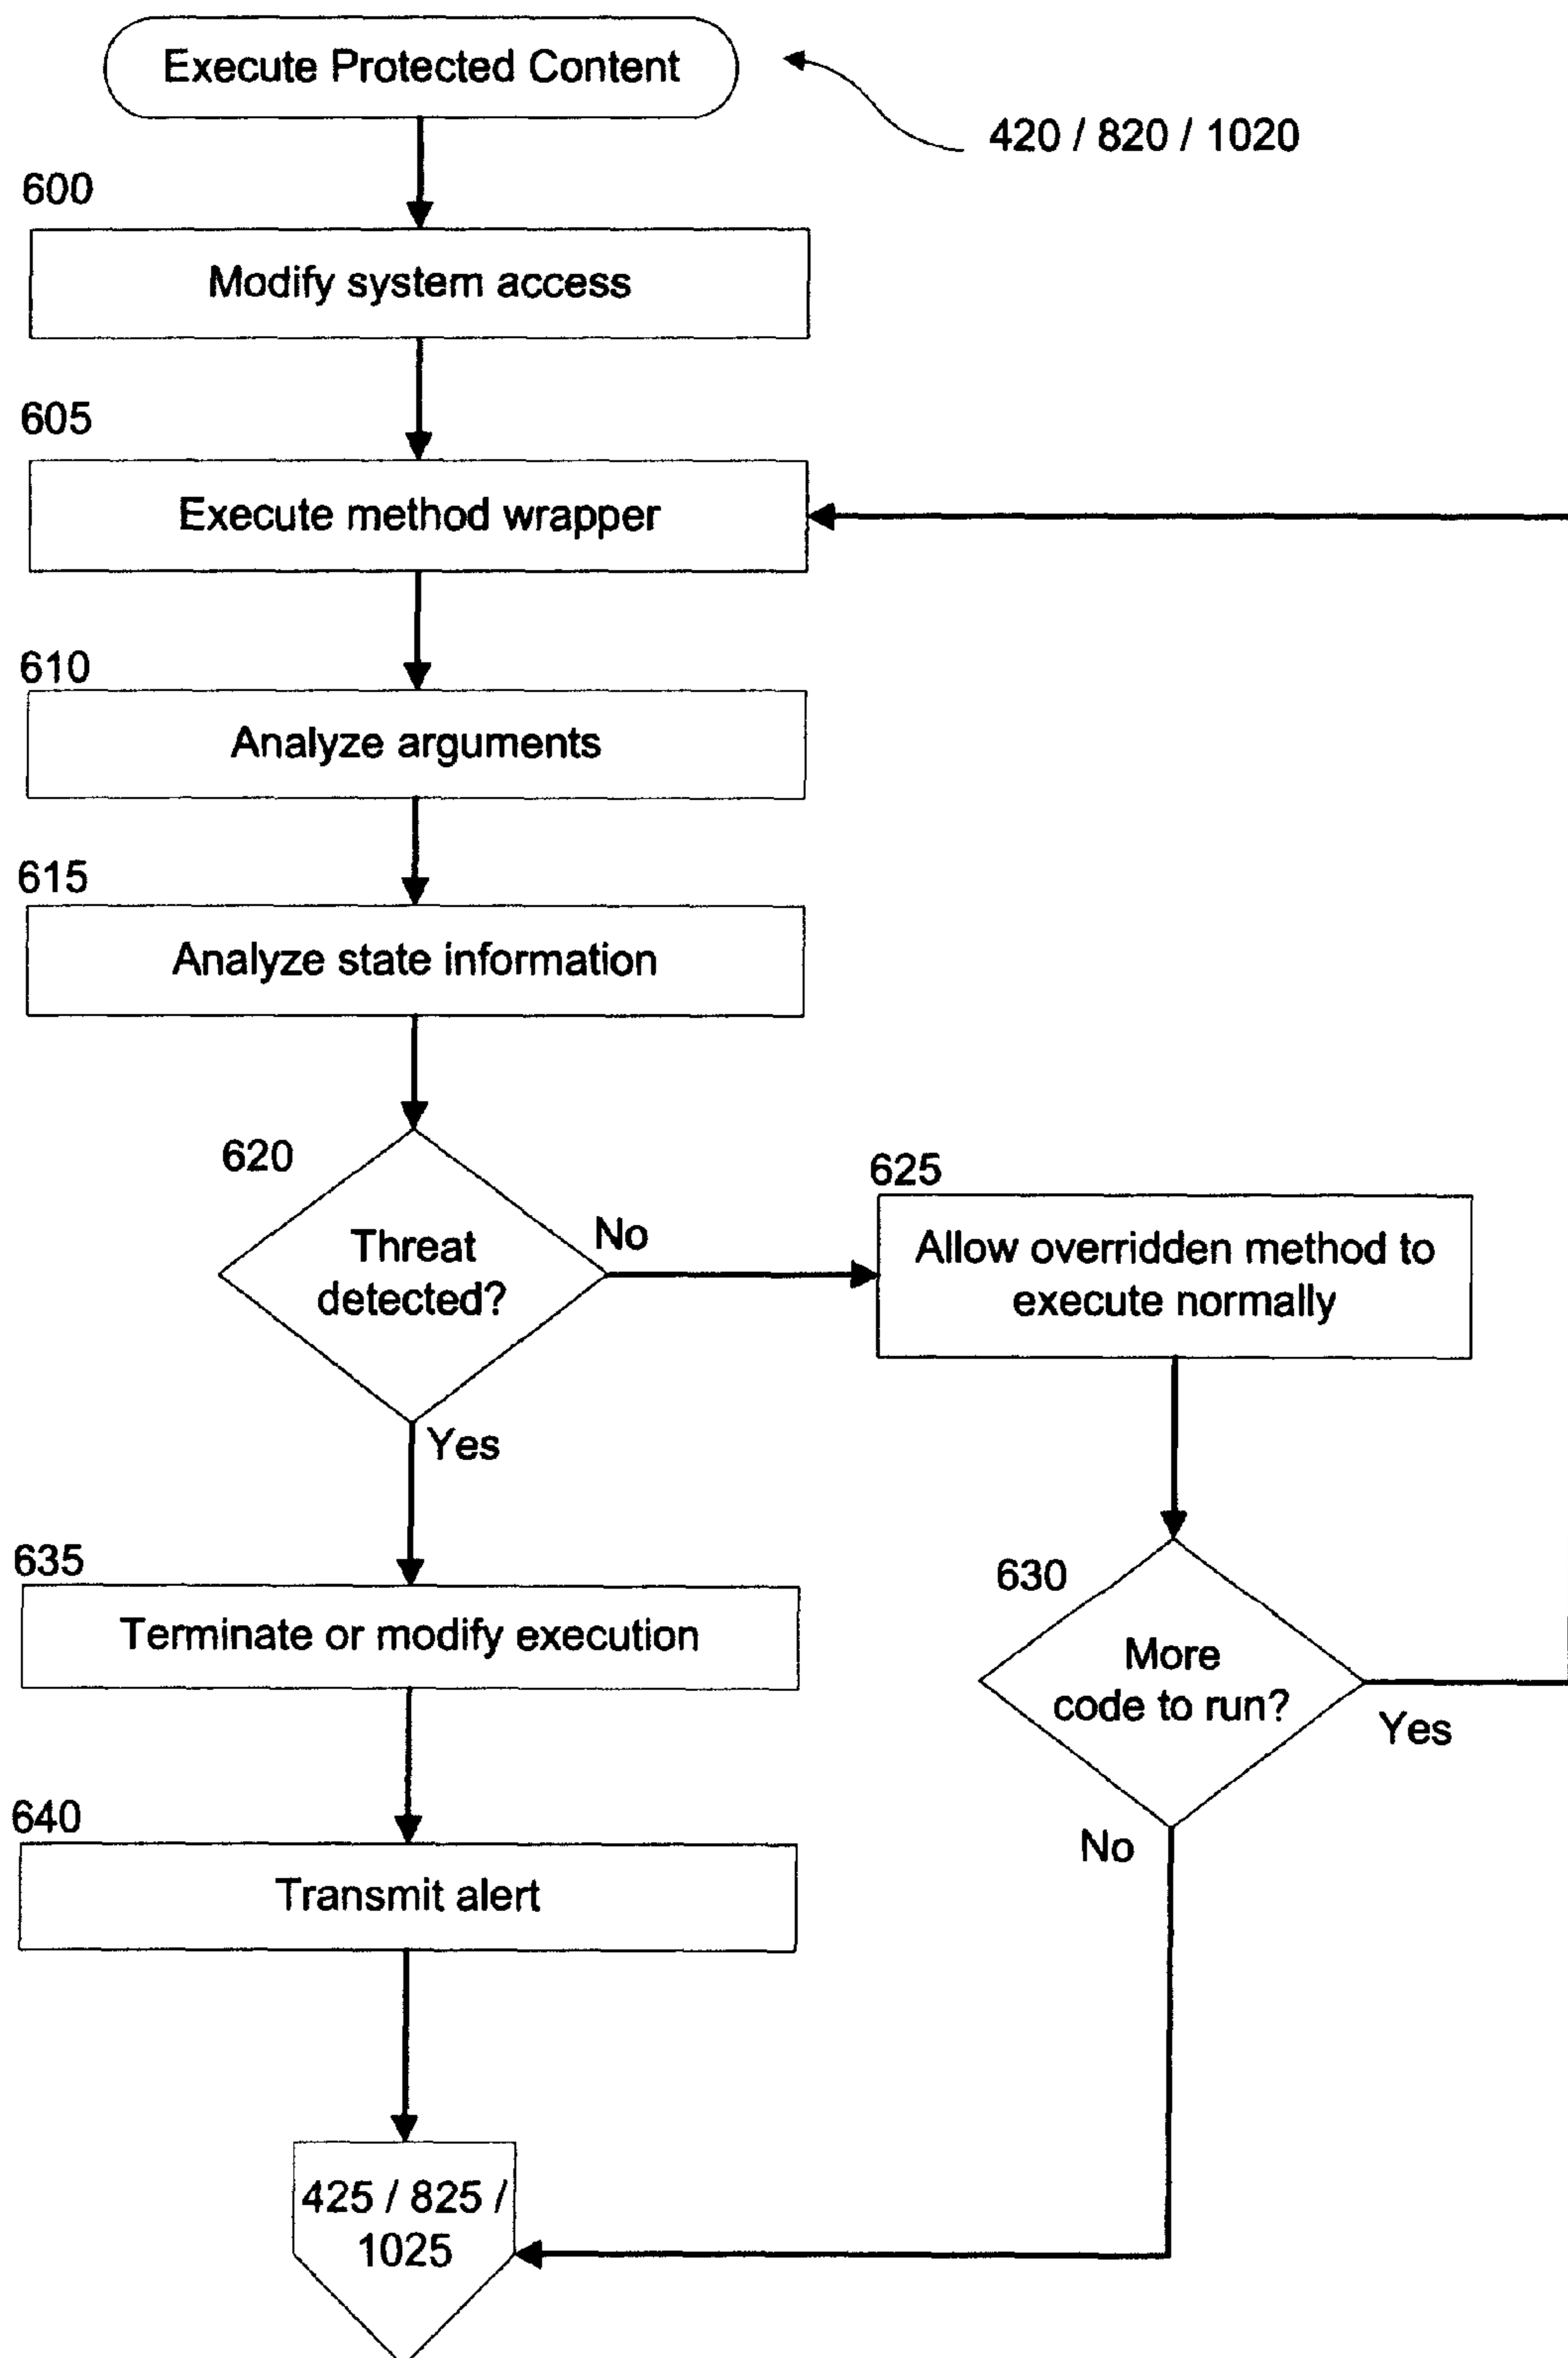 Execute Protected Content
420 / 820 / 1020
600
Modify system access
605
Execute method wrapper
610
Analyze arguments
615
Analyze state information
620
Threat
detected?
No
Yes
625
Allow overridden method to
execute normally
630
More
code to run?
Yes
No
635
Terminate or modify execution
640
Transmit alert
425 / 825 /
1025